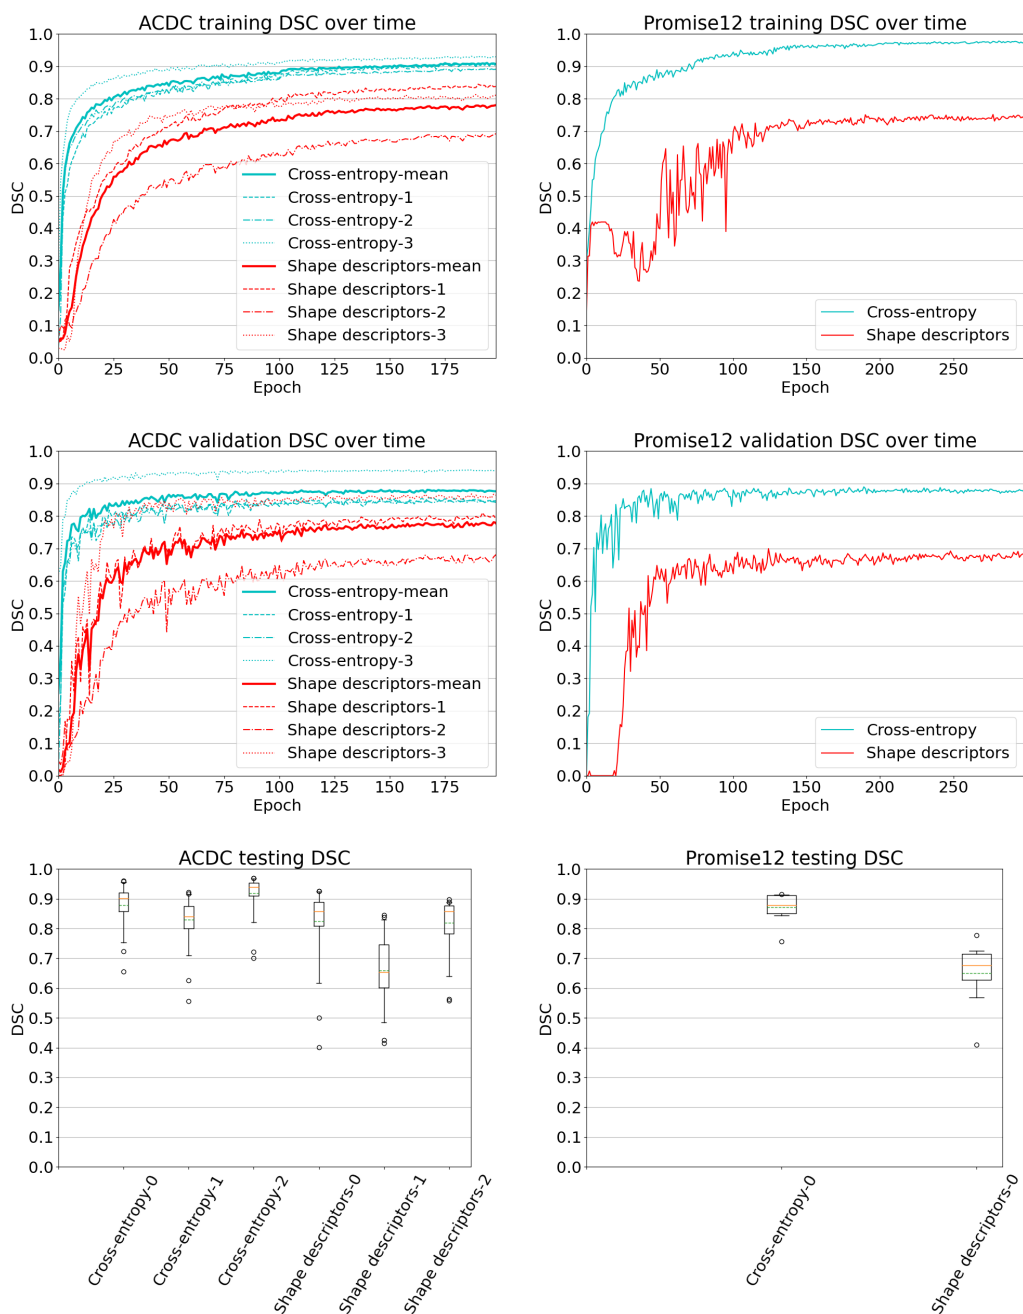 ACDC training DSC over time
1.0
0.9
0.8
0.7
0.6
0.5
0.4
0.3
0.2
0.1
0.0
DSC
0 25 50 75 100 125 150 175
Epoch
Cross-entropy-mean
Cross-entropy-1
Cross-entropy-2
Cross-entropy-3
Shape descriptors-mean
Shape descriptors-1
Shape descriptors-2
Shape descriptors-3
Promise12 training DSC over time
1.0
0.9
0.8
0.7
0.6
0.5
0.4
0.3
0.2
0.1
0.0
DSC
0 50 100 150 200 250
Epoch
Cross-entropy
Shape descriptors
ACDC validation DSC over time
1.0
0.9
0.8
0.7
0.6
0.5
0.4
0.3
0.2
0.1
0.0
DSC
0 25 50 75 100 125 150 175
Epoch
Cross-entropy-mean
Cross-entropy-1
Cross-entropy-2
Cross-entropy-3
Shape descriptors-mean
Shape descriptors-1
Shape descriptors-2
Shape descriptors-3
Promise12 validation DSC over time
1.0
0.9
0.8
0.7
0.6
0.5
0.4
0.3
0.2
0.1
0.0
DSC
0 50 100 150 200 250
Epoch
Cross-entropy
Shape descriptors
ACDC testing DSC
1.0
0.9
0.8
0.7
0.6
0.5
0.4
0.3
0.2
0.1
0.0
DSC
Cross-entropy-0
Cross-entropy-1
Cross-entropy-2
Shape descriptors-0
Shape descriptors-1
Shape descriptors-2
Promise12 testing DSC
1.0
0.9
0.8
0.7
0.6
0.5
0.4
0.3
0.2
0.1
0.0
DSC
Cross-entropy-0
Shape descriptors-0